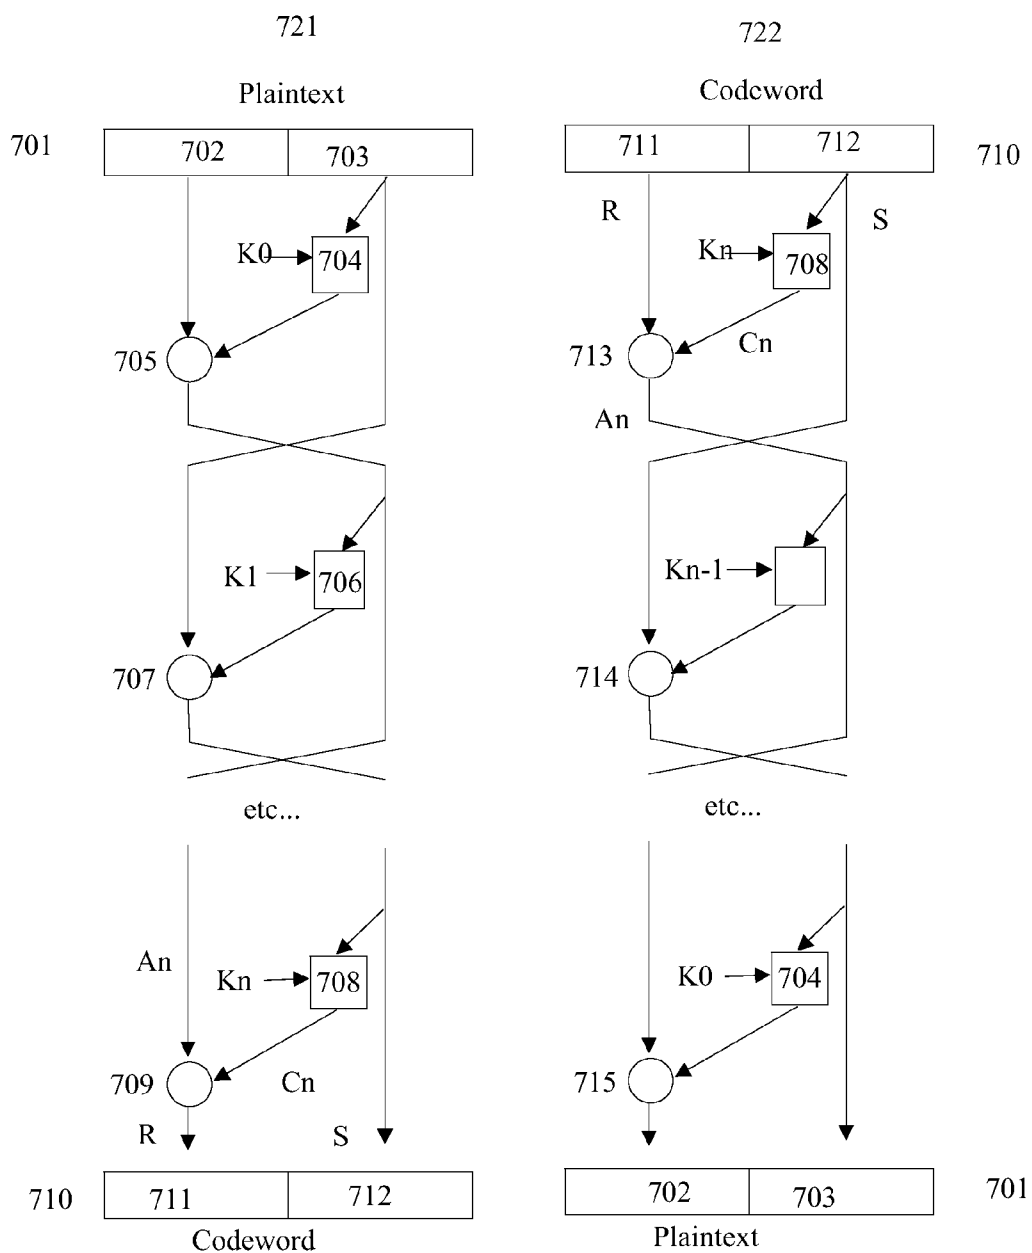 721
Plaintext
701
702
703
K0
704
705
K1
706
707
etc...
An
Kn
708
709
Cn
R
S
710
711
712
Codeword
722
Codeword
711
712
710
R
S
Kn
708
713
Cn
An
Kn-1
714
etc...
K0
704
715
702
703
701
Plaintext